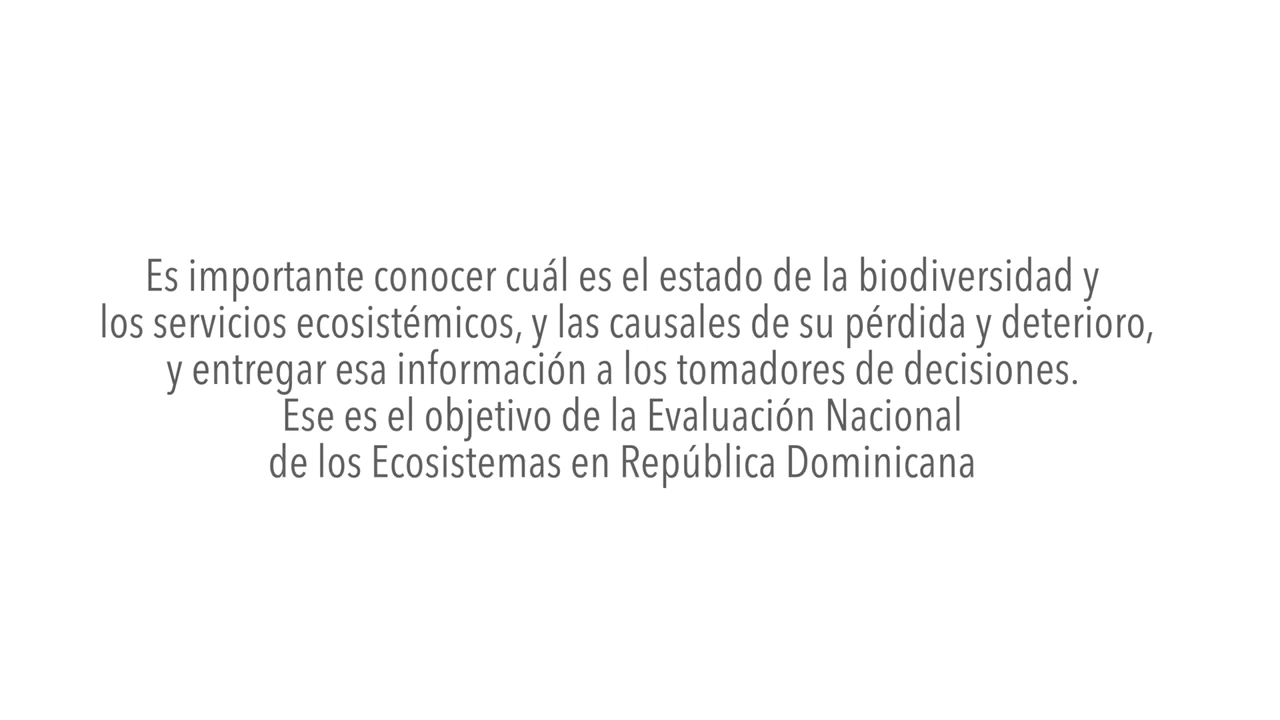 Es importante conocer cuál es el estado de la biodiversidad y
los servicios ecosistémicos, y las causales de su pérdida y deterioro,
y entregar esa información a los tomadores de decisiones.
Ese es el objetivo de la Evaluación Nacional
de los Ecosistemas en República Dominicana